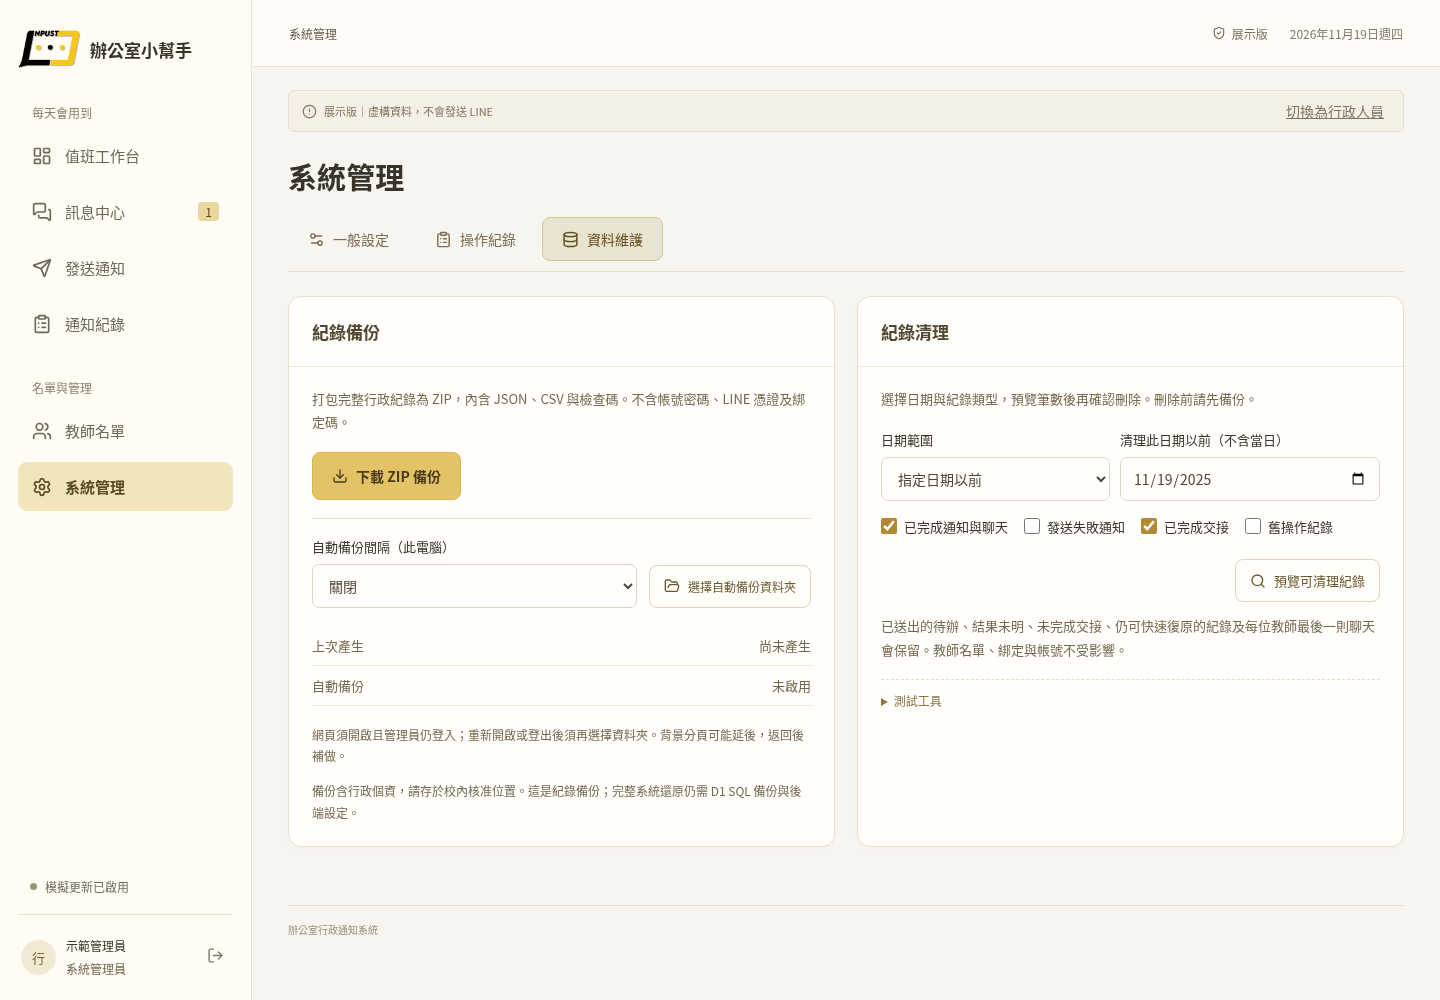 NPUST
辦公室小幫手
每天會用到
值班工作台
訊息中心
1
發送通知
通知紀錄
名單與管理
教師名單
系統管理
模擬更新已啟用
行
示範管理員
系統管理員
系統管理
展示版
2026年11月19日週四
展示版｜虛構資料，不會發送 LINE
切換為行政人員
系統管理
一般設定
操作紀錄
資料維護
紀錄備份
打包完整行政紀錄為 ZIP，內含 JSON、CSV 與檢查碼。不含帳號密碼、LINE 憑證及綁
定碼。
下載 ZIP 備份
自動備份間隔（此電腦）
關閉
選擇自動備份資料夾
上次產生
尚未產生
自動備份
未啟用
網頁須開啟且管理員仍登入；重新開啟或登出後須再選擇資料夾。背景分頁可能延後，返回後
補做。
備份含行政個資，請存於校內核准位置。這是紀錄備份；完整系統還原仍需 D1 SQL 備份與後
端設定。
紀錄清理
選擇日期與紀錄類型，預覽筆數後再確認刪除。刪除前請先備份。
日期範圍
清理此日期以前（不含當日）
指定日期以前
11/19/2025
已完成通知與聊天
發送失敗通知
已完成交接
舊操作紀錄
預覽可清理紀錄
已送出的待辦、結果未明、未完成交接、仍可快速復原的紀錄及每位教師最後一則聊天
會保留。教師名單、綁定與帳號不受影響。
測試工具
辦公室行政通知系統